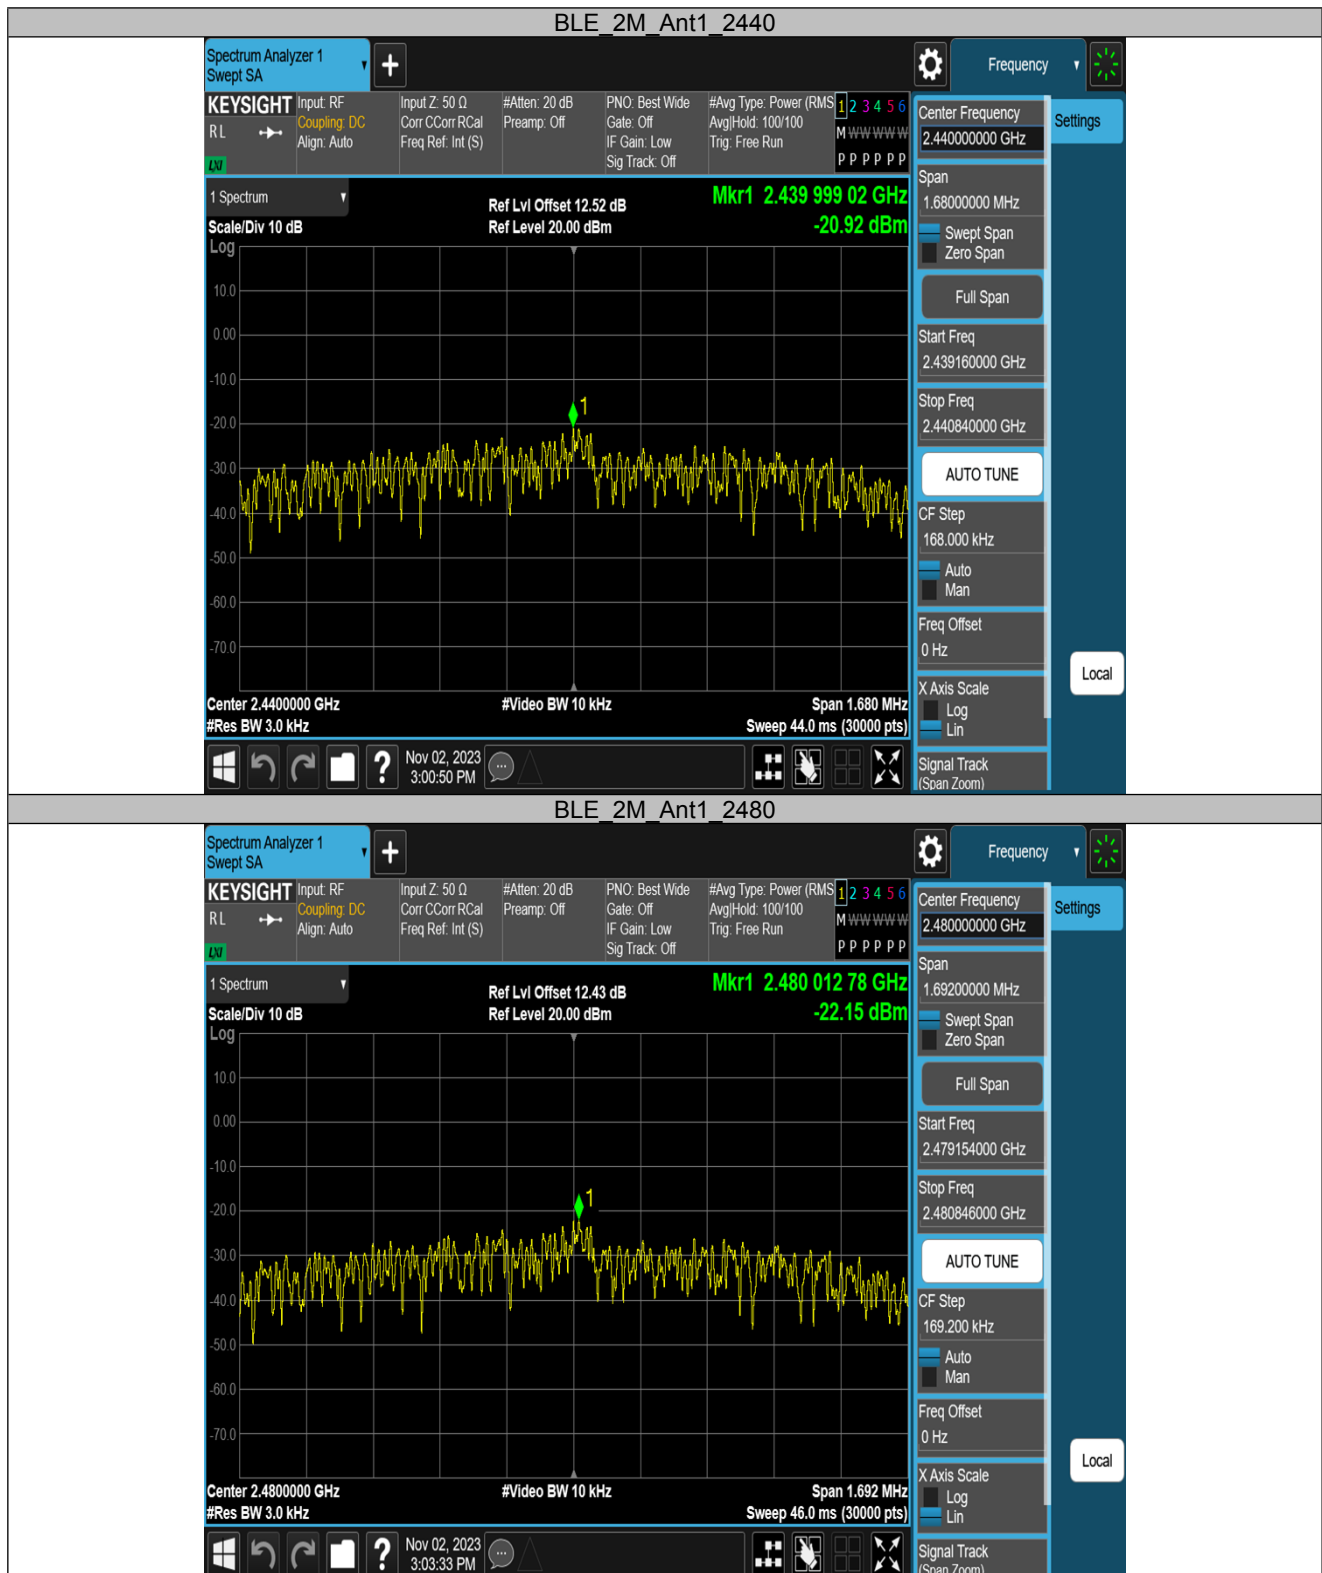 BLE_2M_Ant1_2440
Spectrum Analyzer 1
Swept SA
Frequency
KEYSIGHT
R L
LXI
Input: RF
Coupling: DC
Align: Auto
Input Z: 50 Ω
Corr CCorr RCal
Freq Ref: Int (S)
#Atten: 20 dB
Preamp: Off
PNO: Best Wide
Gate: Off
IF Gain: Low
Sig Track: Off
#Avg Type: Power (RMS
Avg|Hold: 100/100
Trig: Free Run
1 2 3 4 5 6
M W W W W W
P P P P P P
Center Frequency
2.440000000 GHz
Settings
Span
1.68000000 MHz
Swept Span
Zero Span
Full Span
Start Freq
2.439160000 GHz
Stop Freq
2.440840000 GHz
AUTO TUNE
CF Step
168.000 kHz
Auto
Man
Freq Offset
0 Hz
X Axis Scale
Log
Lin
Signal Track
(Span Zoom)
Local
1 Spectrum
Scale/Div 10 dB
Log
Ref Lvl Offset 12.52 dB
Ref Level 20.00 dBm
Mkr1 2.439 999 02 GHz
-20.92 dBm
10.0
0.00
-10.0
1
-20.0
-30.0
-40.0
-50.0
-60.0
-70.0
Center 2.4400000 GHz
#Res BW 3.0 kHz
#Video BW 10 kHz
Span 1.680 MHz
Sweep 44.0 ms (30000 pts)
Nov 02, 2023
3:00:50 PM
BLE_2M_Ant1_2480
Spectrum Analyzer 1
Swept SA
Frequency
KEYSIGHT
R L
LXI
Input: RF
Coupling: DC
Align: Auto
Input Z: 50 Ω
Corr CCorr RCal
Freq Ref: Int (S)
#Atten: 20 dB
Preamp: Off
PNO: Best Wide
Gate: Off
IF Gain: Low
Sig Track: Off
#Avg Type: Power (RMS
Avg|Hold: 100/100
Trig: Free Run
1 2 3 4 5 6
M W W W W W
P P P P P P
Center Frequency
2.480000000 GHz
Settings
Span
1.69200000 MHz
Swept Span
Zero Span
Full Span
Start Freq
2.479154000 GHz
Stop Freq
2.480846000 GHz
AUTO TUNE
CF Step
169.200 kHz
Auto
Man
Freq Offset
0 Hz
X Axis Scale
Log
Lin
Signal Track
(Span Zoom)
Local
1 Spectrum
Scale/Div 10 dB
Log
Ref Lvl Offset 12.43 dB
Ref Level 20.00 dBm
Mkr1 2.480 012 78 GHz
-22.15 dBm
10.0
0.00
-10.0
1
-20.0
-30.0
-40.0
-50.0
-60.0
-70.0
Center 2.4800000 GHz
#Res BW 3.0 kHz
#Video BW 10 kHz
Span 1.692 MHz
Sweep 46.0 ms (30000 pts)
Nov 02, 2023
3:03:33 PM